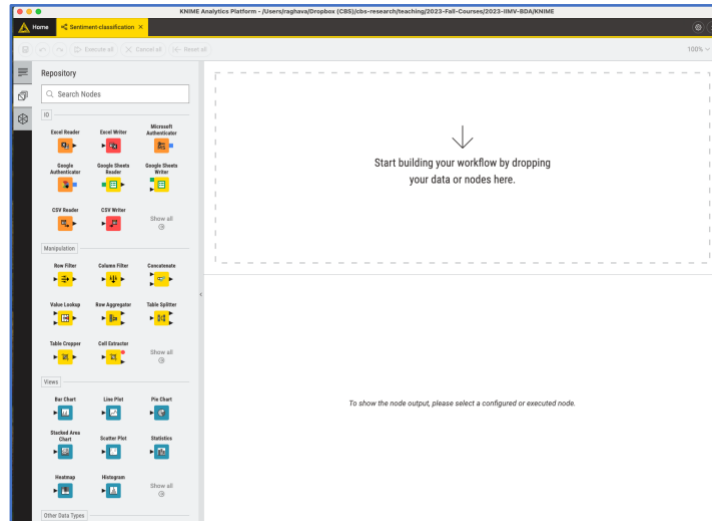 KNIME Analytics Platform - /Users/raghava/Dropbox (CBS)/cbs-research/teaching/2023-Fall-Courses/2023-IIMV-BDA/KNIME
Home
Sentiment-classification
Execute all
Cancel all
Reset all
100%
Repository
Search Nodes
IO
Excel Reader
Excel Writer
Microsoft
Authenticator
Google
Authenticator
Google Sheets
Reader
Google Sheets
Writer
CSV Reader
CSV Writer
Show all
Manipulation
Row Filter
Column Filter
Concatenate
Value Lookup
Row Aggregator
Table Splitter
Table Cropper
Cell Extractor
Show all
Views
Bar Chart
Line Plot
Pie Chart
Stacked Area
Chart
Scatter Plot
Statistics
Heatmap
Histogram
Show all
Other Data Types
Start building your workflow by dropping
your data or nodes here.
To show the node output, please select a configured or executed node.